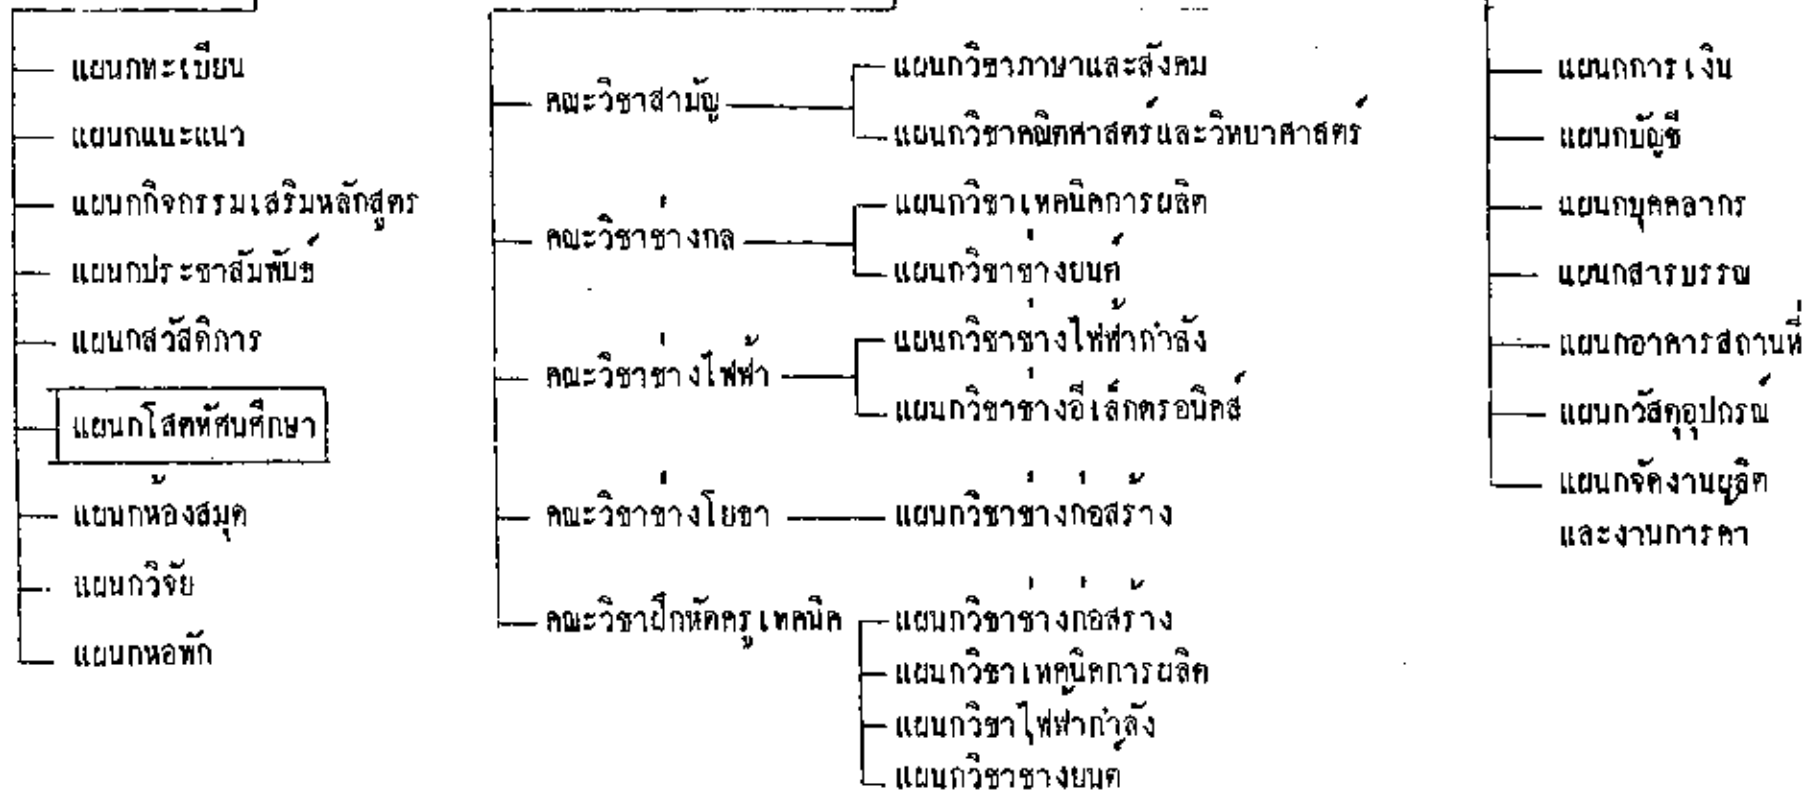 แผนกทะเบียน
แผนกแนะแนว
แผนกกิจกรรมเสริมหลักสูตร
แผนกประชาสัมพันธ์
แผนกสวัสดิการ
แผนกโสตทัศนศึกษา
แผนกห้องสมุด
แผนกวิจัย
แผนกหอพัก
คณะวิชาสามัญ
แผนกวิชาภาษาและสังคม
แผนกวิชาคณิตศาสตร์และวิทยาศาสตร์
คณะวิชาช่างกล
แผนกวิชาเทคนิคการผลิต
แผนกวิชาช่างยนต์
คณะวิชาช่างไฟฟ้า
แผนกวิชาช่างไฟฟ้ากำลัง
แผนกวิชาช่างอีเล็กตรอนิคส์
คณะวิชาช่างโยธา
แผนกวิชาช่างก่อสร้าง
คณะวิชาฝึกหัดครูเทคนิค
แผนกวิชาช่างก่อสร้าง
แผนกวิชาเทคนิคการผลิต
แผนกวิชาไฟฟ้ากำลัง
แผนกวิชาชางยนต์
แผนกการเงิน
แผนกบัญชี
แผนกบุคคลากร
แผนกสารบรรณ
แผนกอาคารสถานที่
แผนกวัสดุอุปกรณ์
แผนกจัดงานผลิต
และงานการค้า